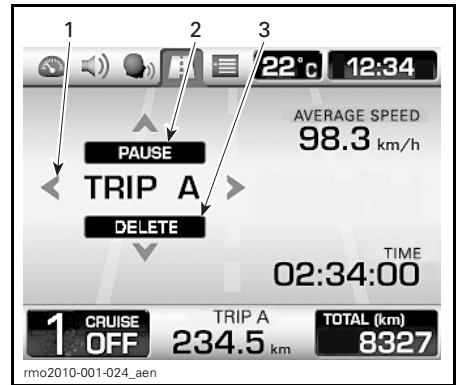 1 2 3
22°c 12:34
AVERAGE SPEED
98.3 km/h
PAUSE
TRIP A
DELETE
TIME
02:34:00
1 CRUISE OFF
TRIP A
234.5 km
TOTAL (km)
8327
rmo2010-001-024_aen